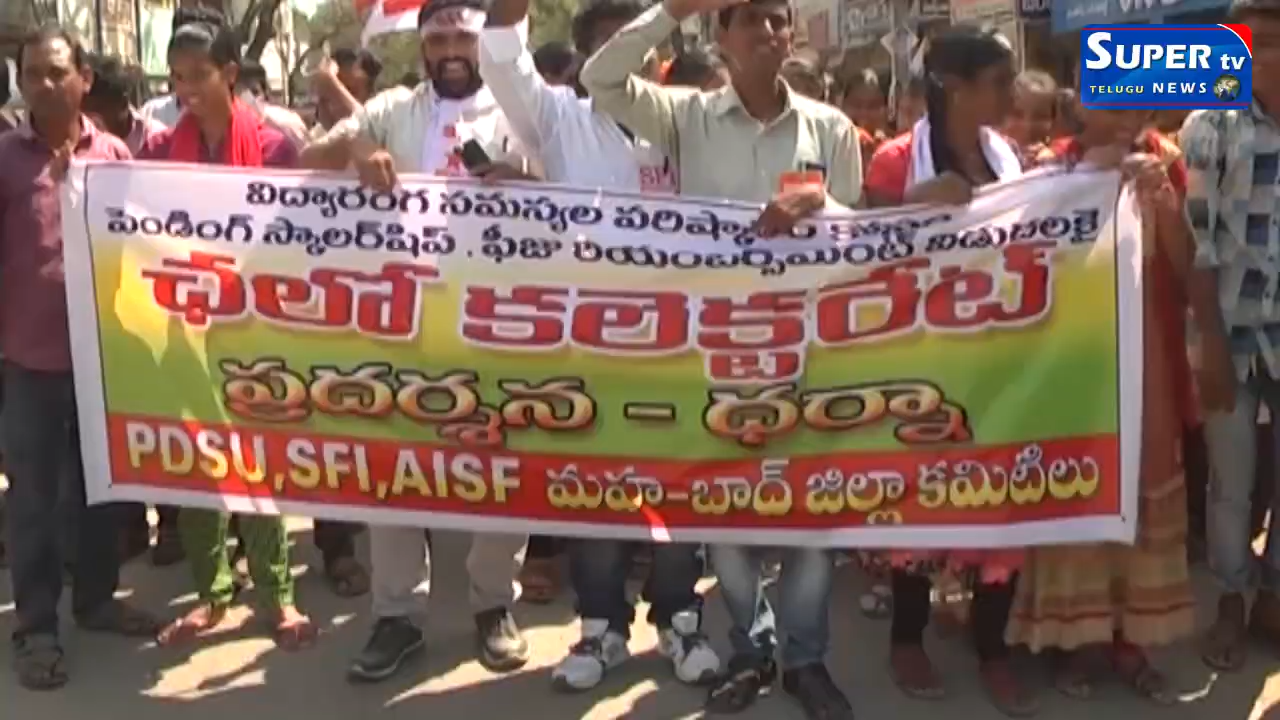 SUPER tv
TELUGU NEWS
విద్యారంగ సమస్యల పరిష్కారం
పెండింగ్ స్కాలర్‌షిప్, ఫీజు రియంబర్స్‌మెంట్ విడుదలకై
ఛలో కలెక్టరేట్
ప్రదర్శన - ధర్నా
PDSU,SFI,AISF మహ-బాద్ జిల్లా కమిటీలు